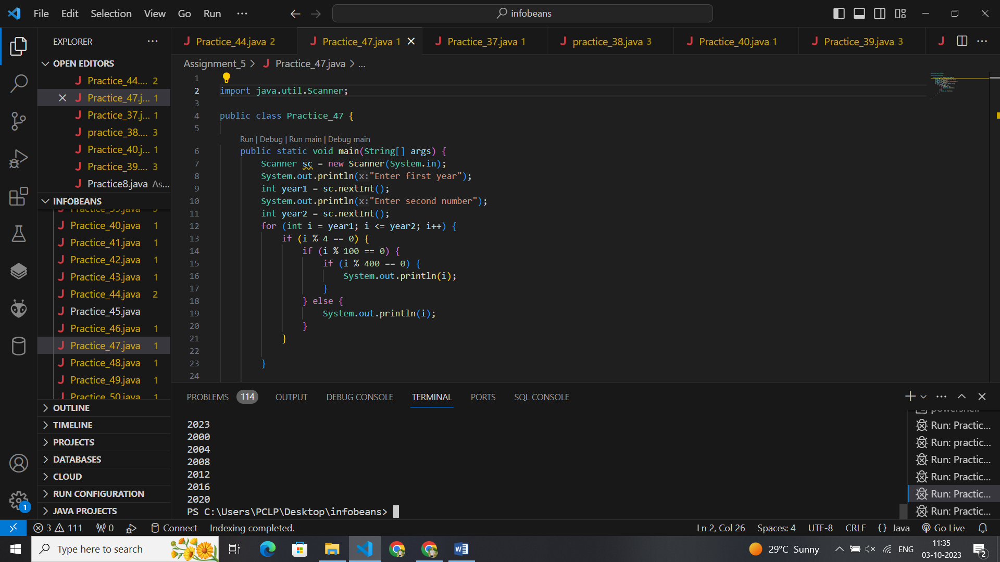 File Edit Selection View Go Run ...
infobeans
EXPLORER ...
OPEN EDITORS
J Practice_44.... 2
J Practice_47.j... 1
J Practice_37.j... 1
J practice_38.... 3
J Practice_40.j... 1
J Practice_39.... 3
J Practice8.java As...
INFOBEANS
J Practice_39.java 3
J Practice_40.java 1
J Practice_41.java 1
J Practice_42.java 1
J Practice_43.java 1
J Practice_44.java 2
J Practice_45.java
J Practice_46.java 1
J Practice_47.java 1
J Practice_48.java 1
J Practice_49.java 1
J Practice_50.java 1
OUTLINE
TIMELINE
PROJECTS
DATABASES
CLOUD
RUN CONFIGURATION
JAVA PROJECTS
1
J Practice_44.java 2 J Practice_47.java 1 J Practice_37.java 1 J practice_38.java 3 J Practice_40.java 1 J Practice_39.java 3 J ...
Assignment_5 > J Practice_47.java > ...
1
2 import java.util.Scanner;
3
4 public class Practice_47 {
5
Run | Debug | Run main | Debug main
6 public static void main(String[] args) {
7 Scanner sc = new Scanner(System.in);
8 System.out.println(x:"Enter first year");
9 int year1 = sc.nextInt();
10 System.out.println(x:"Enter second number");
11 int year2 = sc.nextInt();
12 for (int i = year1; i <= year2; i++) {
13 if (i % 4 == 0) {
14 if (i % 100 == 0) {
15 if (i % 400 == 0) {
16 System.out.println(i);
17 }
18 } else {
19 System.out.println(i);
20 }
21 }
22
23 }
24
PROBLEMS 114 OUTPUT DEBUG CONSOLE TERMINAL PORTS SQL CONSOLE
2023
2000
2004
2008
2012
2016
2020
PS C:\Users\PCLP\Desktop\infobeans>
powershell
Run: Practic...
Run: practic...
Run: Practic...
Run: Practic...
Run: Practic...
Run: Practic...
3 111 0 Connect Indexing completed. Ln 2, Col 26 Spaces: 4 UTF-8 CRLF {} Java Go Live
Type here to search 29°C Sunny ENG 11:35
03-10-2023 2